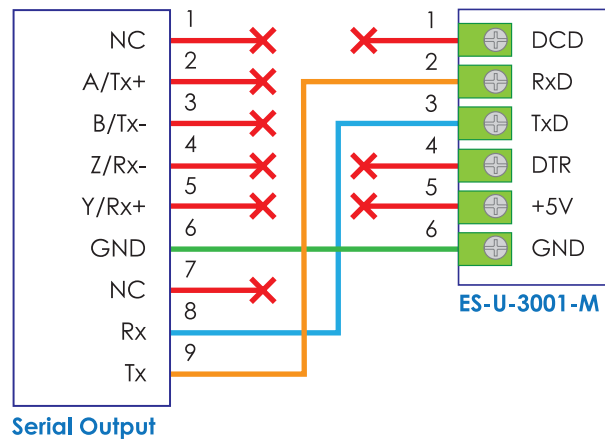 1
NC
2
A/Tx+
3
B/Tx-
4
Z/Rx-
5
Y/Rx+
6
GND
7
NC
8
Rx
9
Tx
Serial Output
1
DCD
2
RxD
3
TxD
4
DTR
5
+5V
6
GND
ES-U-3001-M